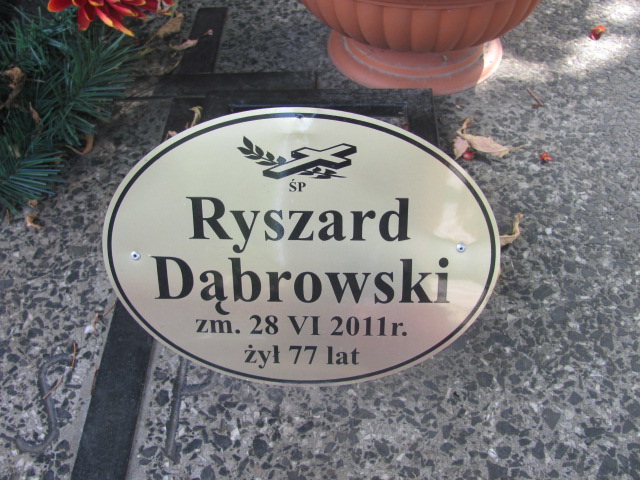 ŚP
Ryszard
Dąbrowski
zm. 28 VI 2011r.
żył 77 lat